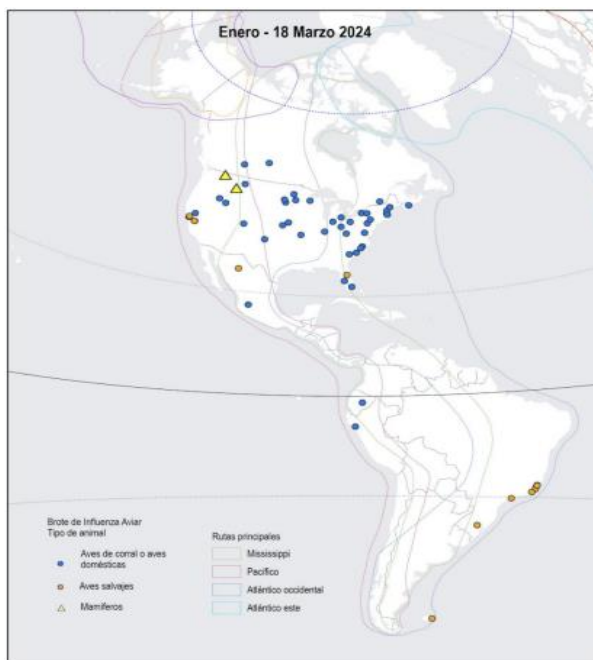 Enero - 18 Marzo 2024
Brote de Influenza Aviar
Tipo de animal
Aves de corral o aves
domésticas
Aves salvajes
Mamíferos
Rutas principales
Mississippi
Pacífico
Atlántico occidental
Atlántico este